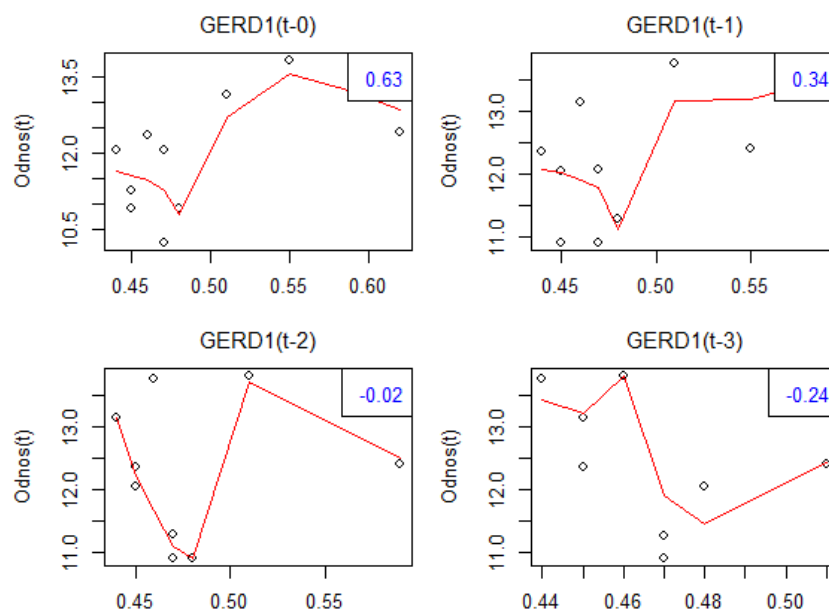 GERD1(t-0)
0.63
Odnos(t)
10.5 12.0 13.5
0.45 0.50 0.55 0.60
GERD1(t-1)
0.34
Odnos(t)
11.0 12.0 13.0
0.45 0.50 0.55
GERD1(t-2)
-0.02
Odnos(t)
11.0 12.0 13.0
0.45 0.50 0.55
GERD1(t-3)
-0.24
Odnos(t)
11.0 12.0 13.0
0.44 0.46 0.48 0.50